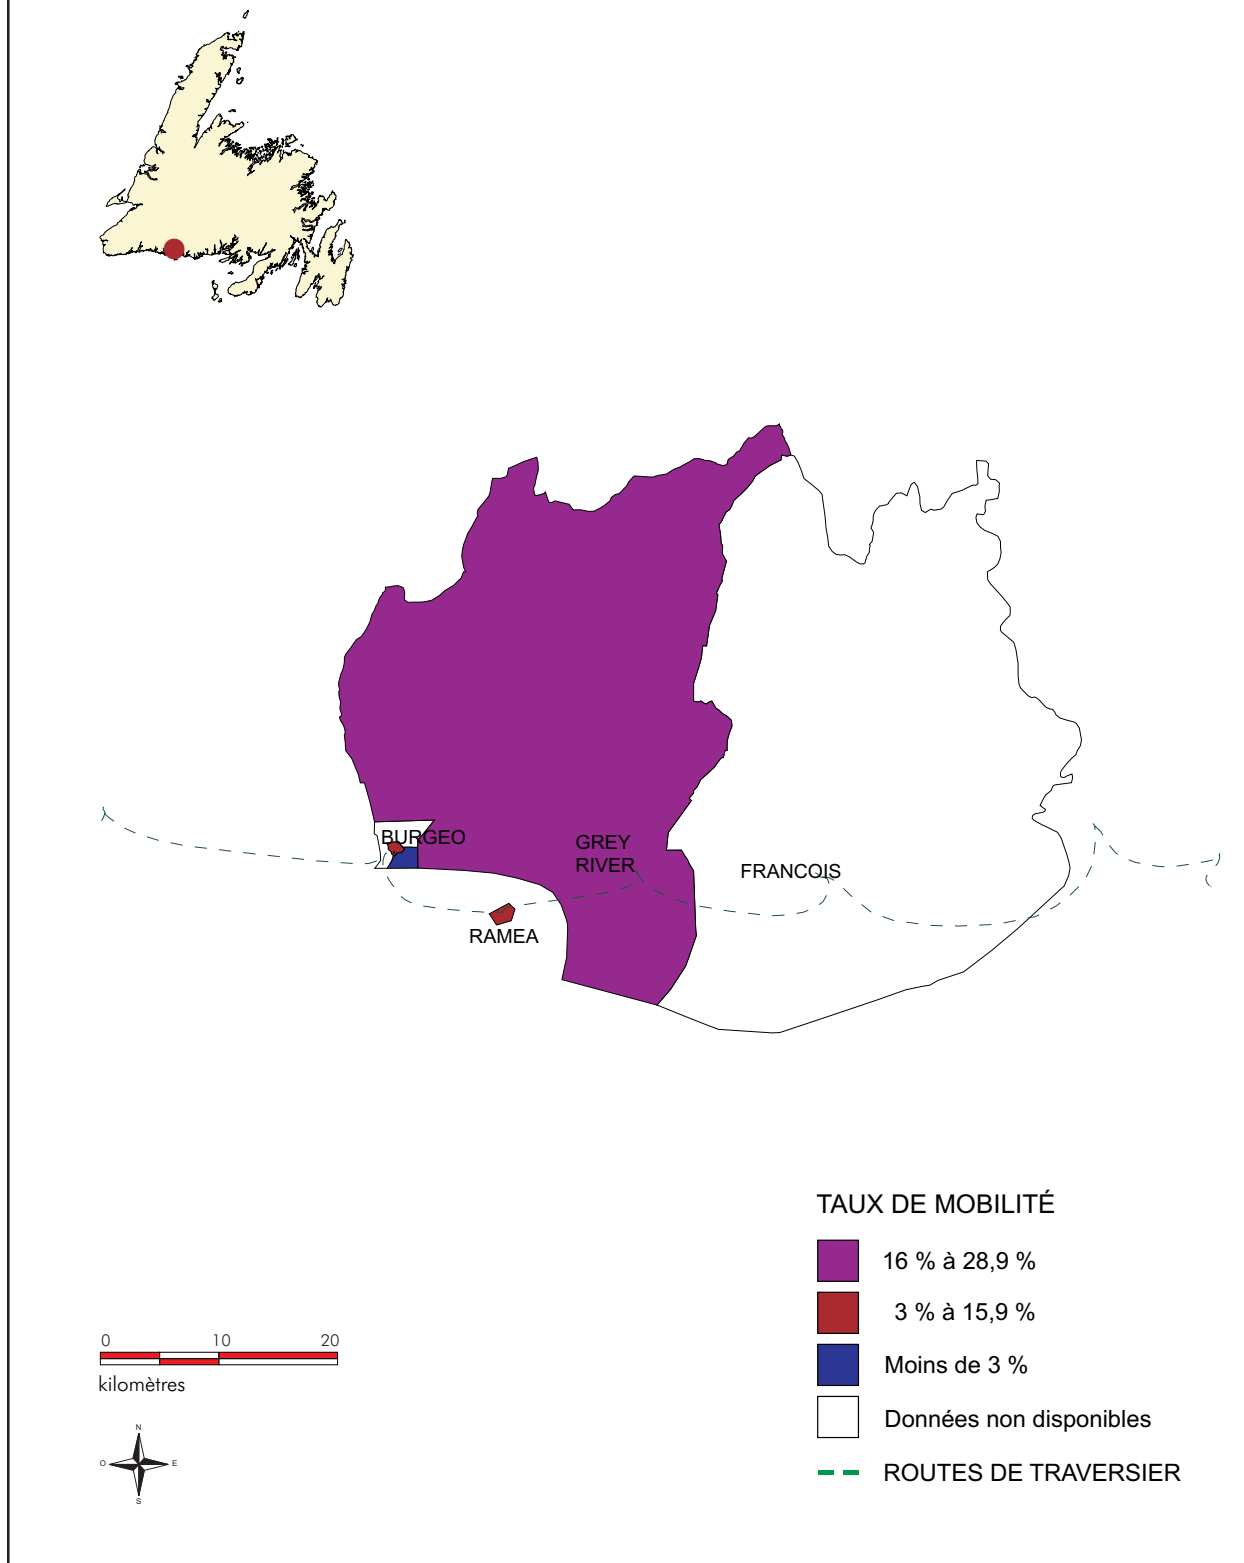 BURGEO
GREY
RIVER
FRANCOIS
RAMEA
TAUX DE MOBILITÉ
16 % à 28,9 %
3 % à 15,9 %
Moins de 3 %
Données non disponibles
ROUTES DE TRAVERSIER
0 10 20
kilomètres
N
O E
S